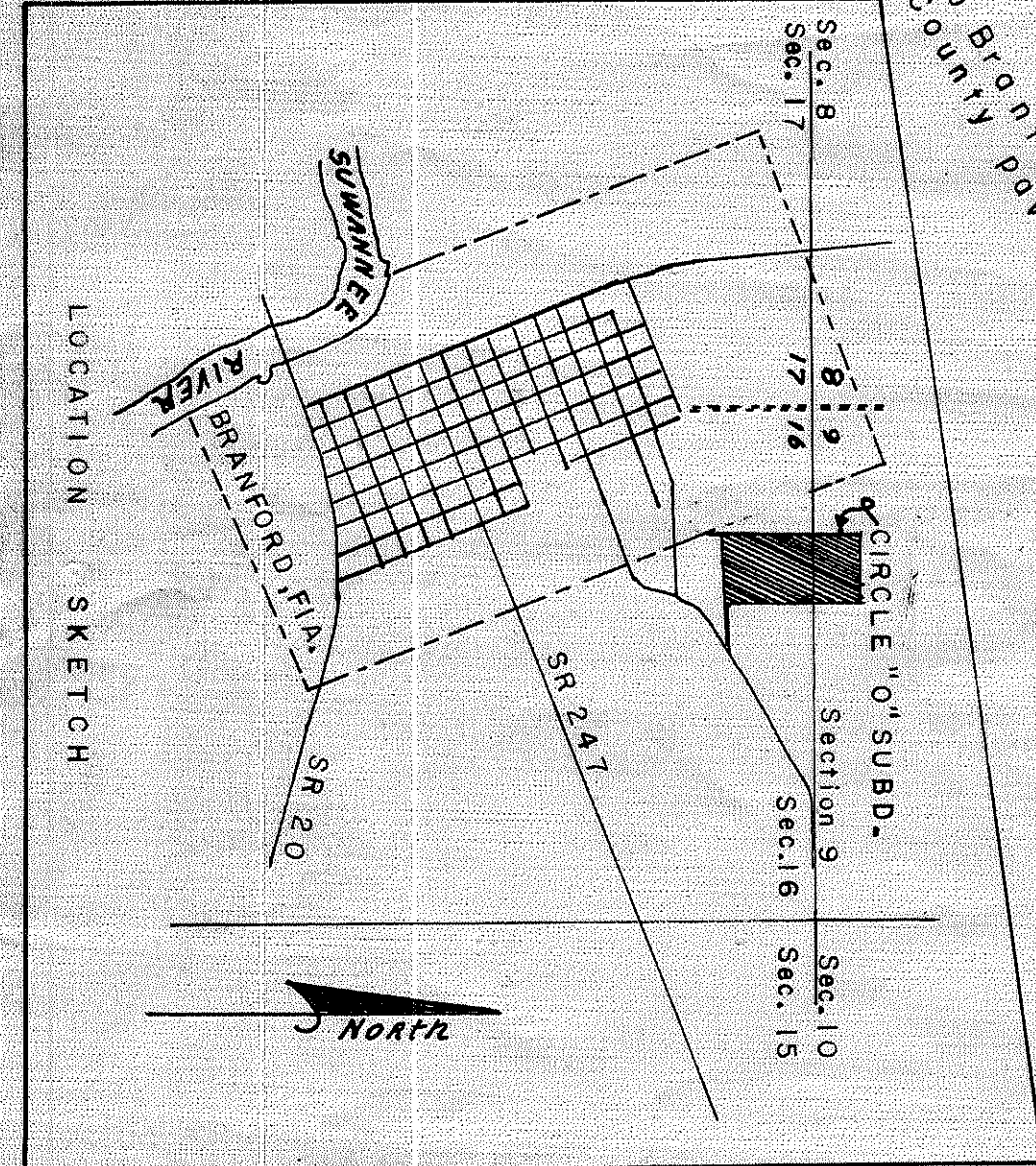 Bran
County pav
Sec. 8
Sec. 17
8 9
17 16
CIRCLE "O" SUBD.
Section 9
Sec. 16
Sec. 10
Sec. 15
SUWANNEE
RIVER
BRANFORD, FLA.
SR 247
SR 20
NORTH
LOCATION SKETCH